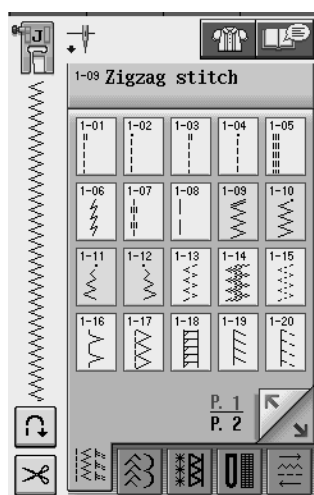 J
1-09 Zigzag stitch
1-01 1-02 1-03 1-04 1-05
1-06 1-07 1-08 1-09 1-10
1-11 1-12 1-13 1-14 1-15
1-16 1-17 1-18 1-19 1-20
P. 1
P. 2